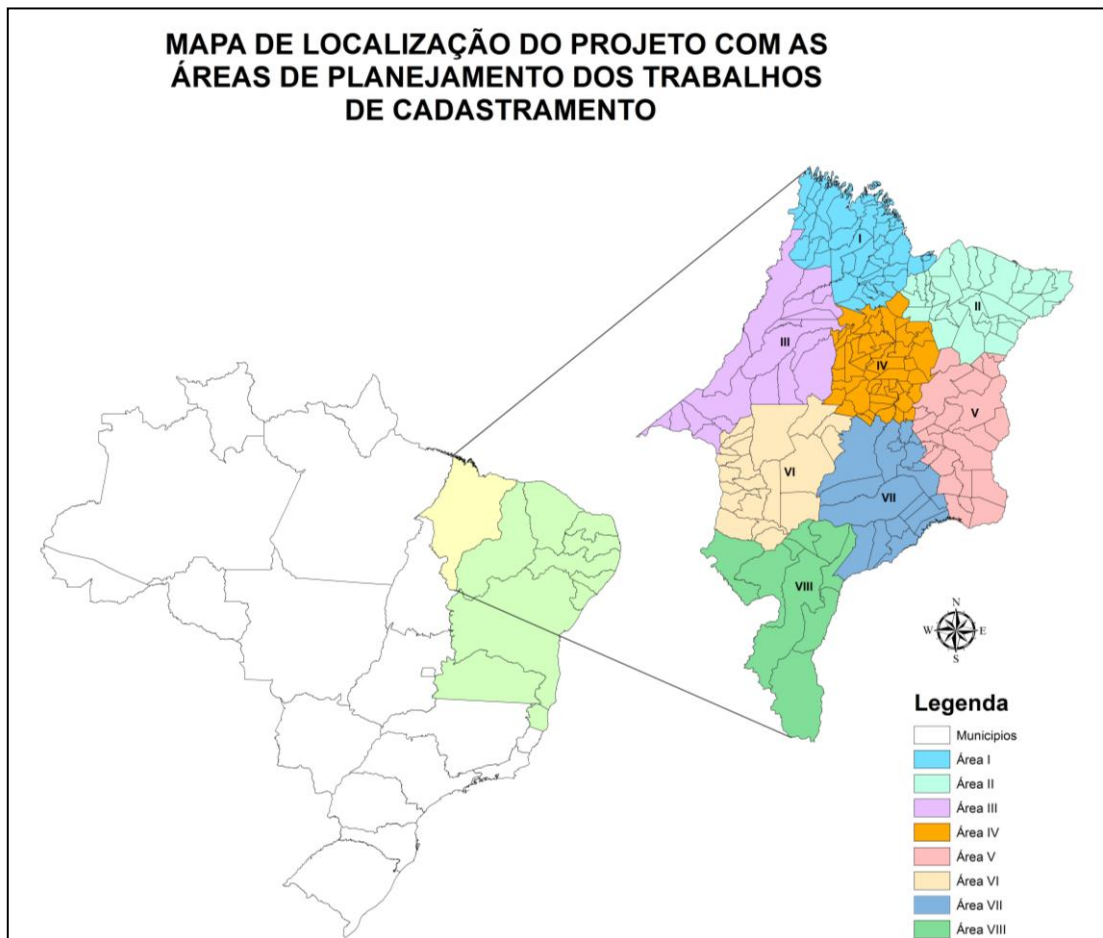 MAPA DE LOCALIZAÇÃO DO PROJETO COM AS
ÁREAS DE PLANEJAMENTO DOS TRABALHOS
DE CADASTRAMENTO
I
II
III
IV
V
VI
VII
VIII
N
W
E
S
Legenda
Municipios
Área I
Área II
Área III
Área IV
Área V
Área VI
Área VII
Área VIII